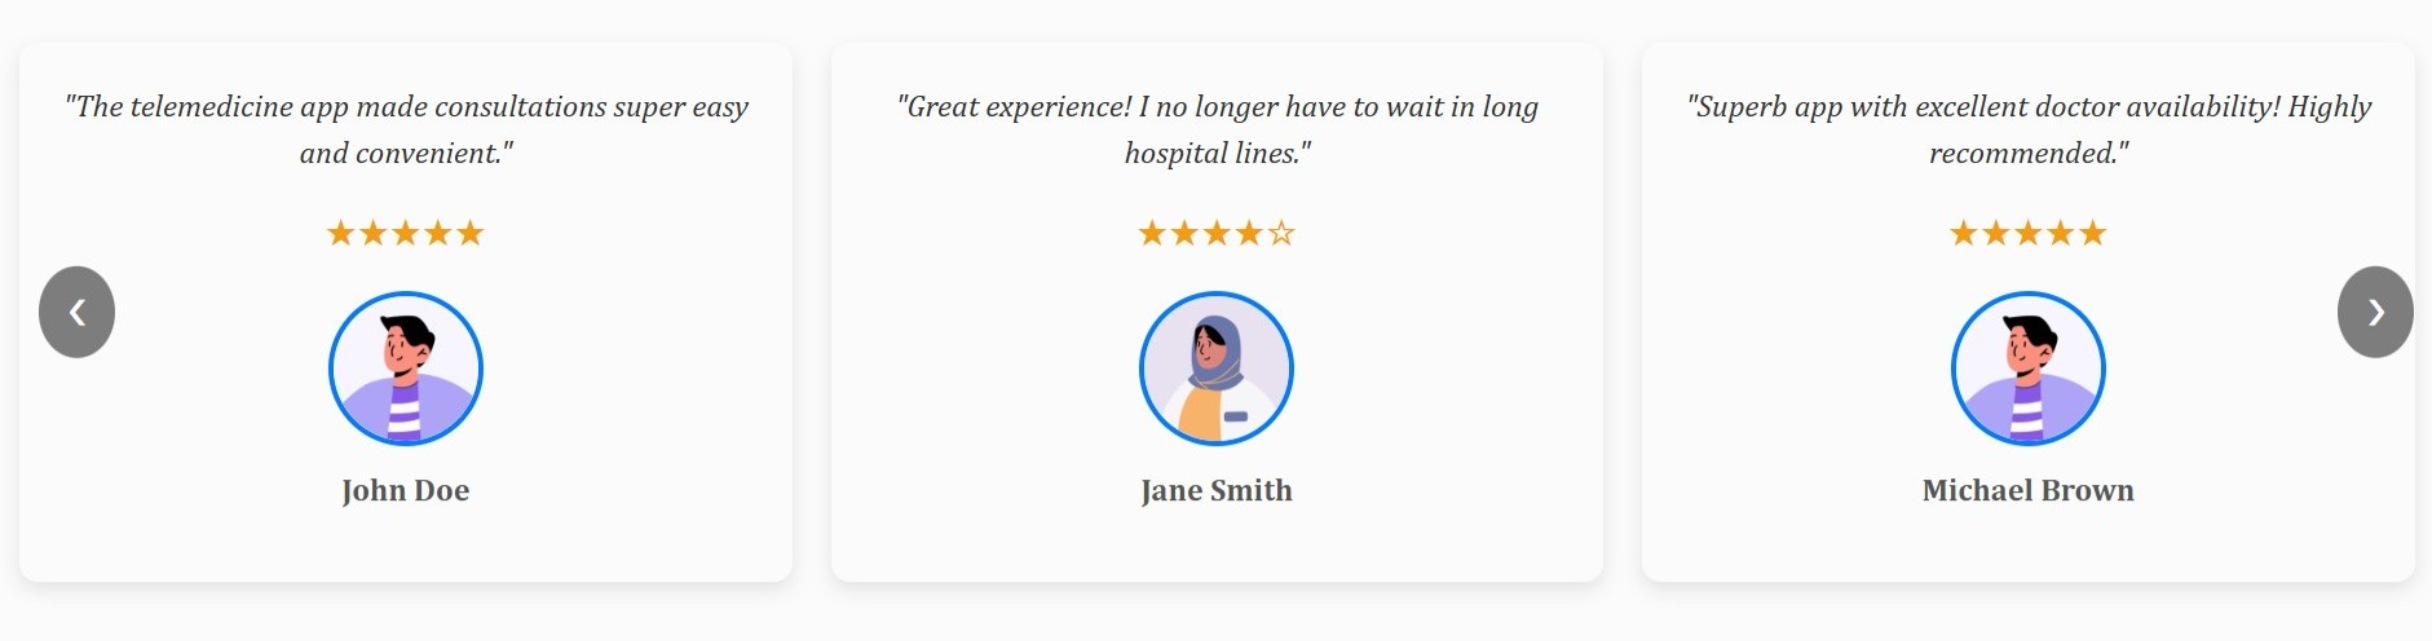 "The telemedicine app made consultations super easy
and convenient."
★★★★★
John Doe
"Great experience! I no longer have to wait in long
hospital lines."
★★★★☆
Jane Smith
"Superb app with excellent doctor availability! Highly
recommended."
★★★★★
Michael Brown
‹
›